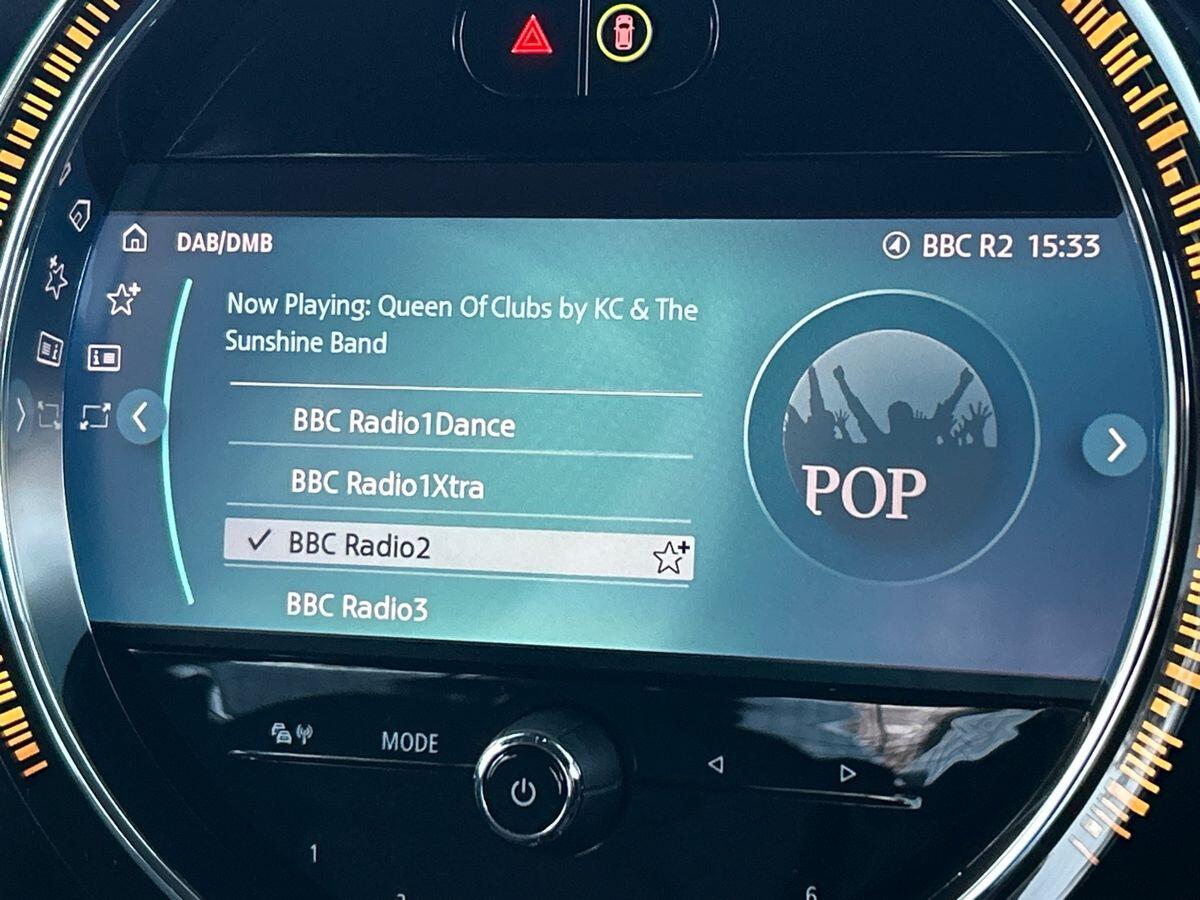 DAB/DMB
BBC R2 15:33
Now Playing: Queen Of Clubs by KC & The
Sunshine Band
BBC Radio1Dance
BBC Radio1Xtra
BBC Radio2
BBC Radio3
POP
MODE
1
6